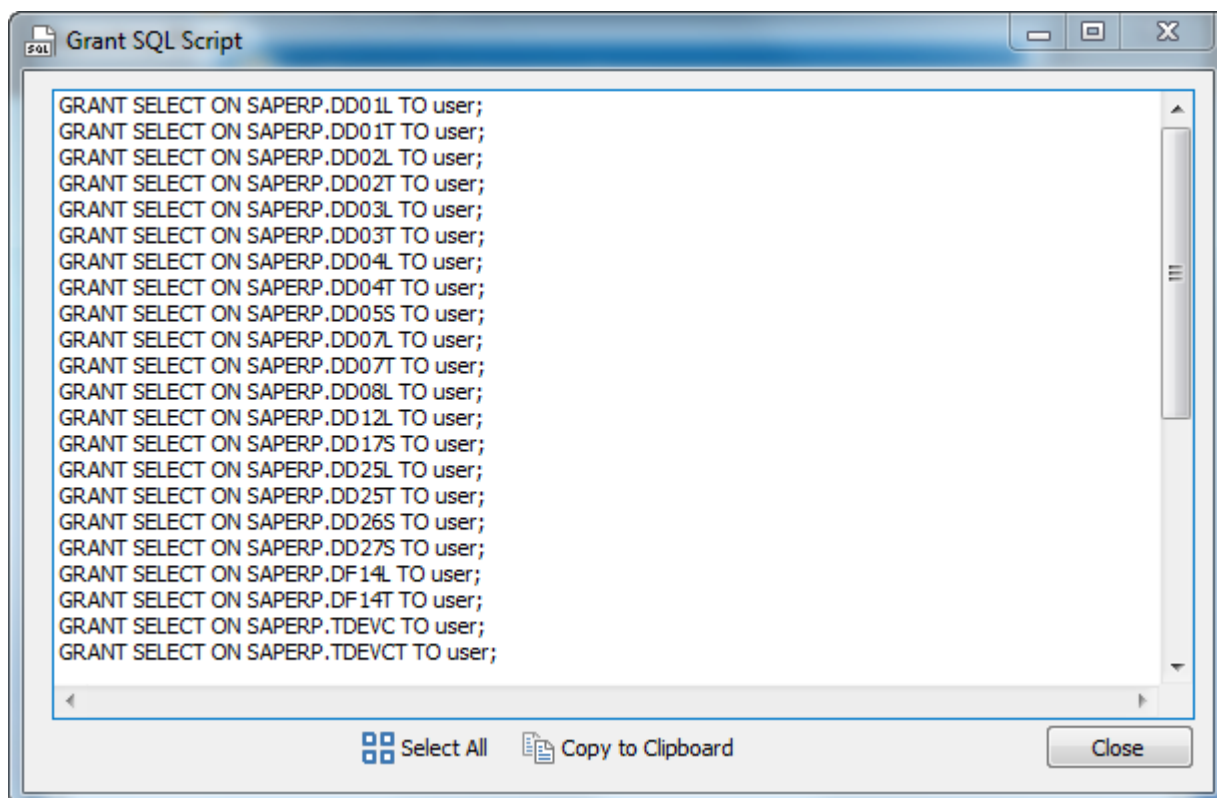 SQL Grant SQL Script
GRANT SELECT ON SAPERP.DD01L TO user;
GRANT SELECT ON SAPERP.DD01T TO user;
GRANT SELECT ON SAPERP.DD02L TO user;
GRANT SELECT ON SAPERP.DD02T TO user;
GRANT SELECT ON SAPERP.DD03L TO user;
GRANT SELECT ON SAPERP.DD03T TO user;
GRANT SELECT ON SAPERP.DD04L TO user;
GRANT SELECT ON SAPERP.DD04T TO user;
GRANT SELECT ON SAPERP.DD05S TO user;
GRANT SELECT ON SAPERP.DD07L TO user;
GRANT SELECT ON SAPERP.DD07T TO user;
GRANT SELECT ON SAPERP.DD08L TO user;
GRANT SELECT ON SAPERP.DD12L TO user;
GRANT SELECT ON SAPERP.DD17S TO user;
GRANT SELECT ON SAPERP.DD25L TO user;
GRANT SELECT ON SAPERP.DD25T TO user;
GRANT SELECT ON SAPERP.DD26S TO user;
GRANT SELECT ON SAPERP.DD27S TO user;
GRANT SELECT ON SAPERP.DF14L TO user;
GRANT SELECT ON SAPERP.DF14T TO user;
GRANT SELECT ON SAPERP.TDEVC TO user;
GRANT SELECT ON SAPERP.TDEVCT TO user;
Select All Copy to Clipboard Close